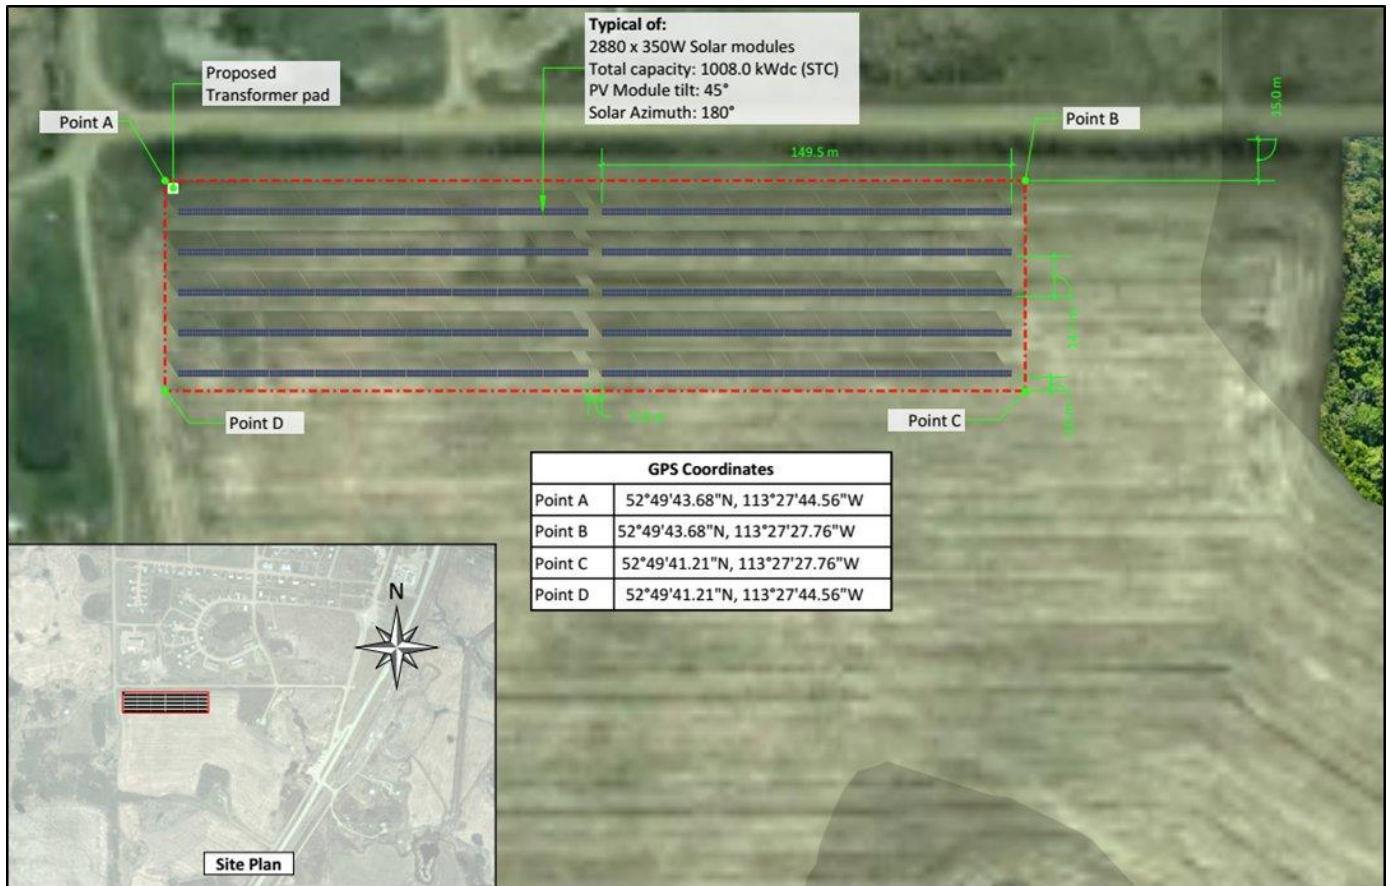 Typical of:
2880 x 350W Solar modules
Total capacity: 1008.0 kWdc (STC)
PV Module tilt: 45°
Solar Azimuth: 180°
Proposed
Transformer pad
Point A
Point B
15.0 m
149.5 m
Point D
Point C
GPS Coordinates
Point A 52°49'43.68"N, 113°27'44.56"W
Point B 52°49'43.68"N, 113°27'27.76"W
Point C 52°49'41.21"N, 113°27'27.76"W
Point D 52°49'41.21"N, 113°27'44.56"W
N
Site Plan